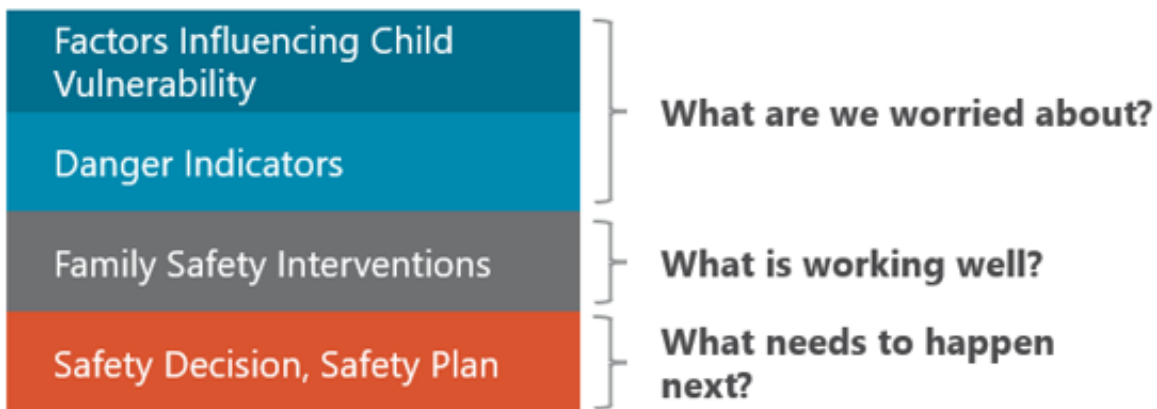 Factors Influencing Child
Vulnerability
Danger Indicators
What are we worried about?
Family Safety Interventions
What is working well?
Safety Decision, Safety Plan
What needs to happen
next?